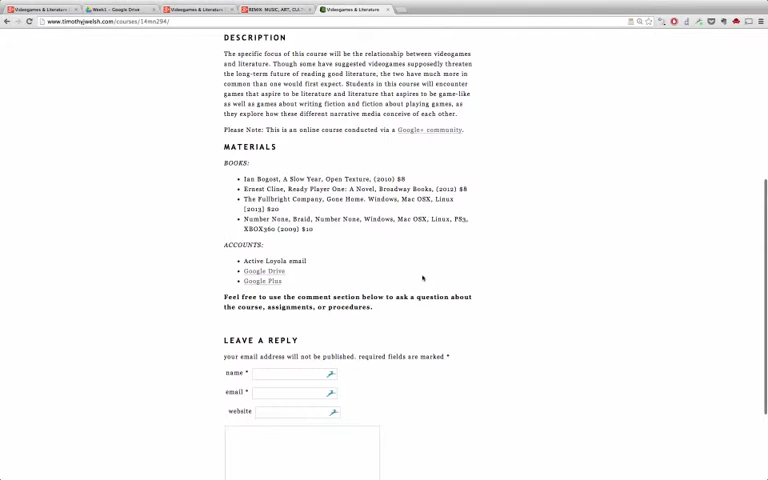 Videogames & Literature
Week1 - Google Drive
Videogames & Literature
REMIX: MUSIC, ART, CUL
Videogames & Literature
www.timothyjwelsh.com/courses/14mn294/
DESCRIPTION
The specific focus of this course will be the relationship between videogames
and literature. Though some have suggested videogames supposedly threaten
the long-term future of reading good literature, the two have much more in
common than one would first expect. Students in this course will encounter
games that aspire to be literature and literature that aspires to be game-like
as well as games about writing fiction and fiction about playing games, as
they explore how these different narrative media conceive of each other.
Please Note: This is an online course conducted via a Google+ community.
MATERIALS
BOOKS:
Ian Bogost, A Slow Year, Open Texture, (2010) $8
Ernest Cline, Ready Player One: A Novel, Broadway Books, (2012) $8
The Fullbright Company, Gone Home. Windows, Mac OSX, Linux
[2013] $20
Number None, Braid, Number None, Windows, Mac OSX, Linux, PS3,
XBOX360 (2009) $10
ACCOUNTS:
Active Loyola email
Google Drive
Google Plus
Feel free to use the comment section below to ask a question about
the course, assignments, or procedures.
LEAVE A REPLY
your email address will not be published. required fields are marked *
name *
email *
website